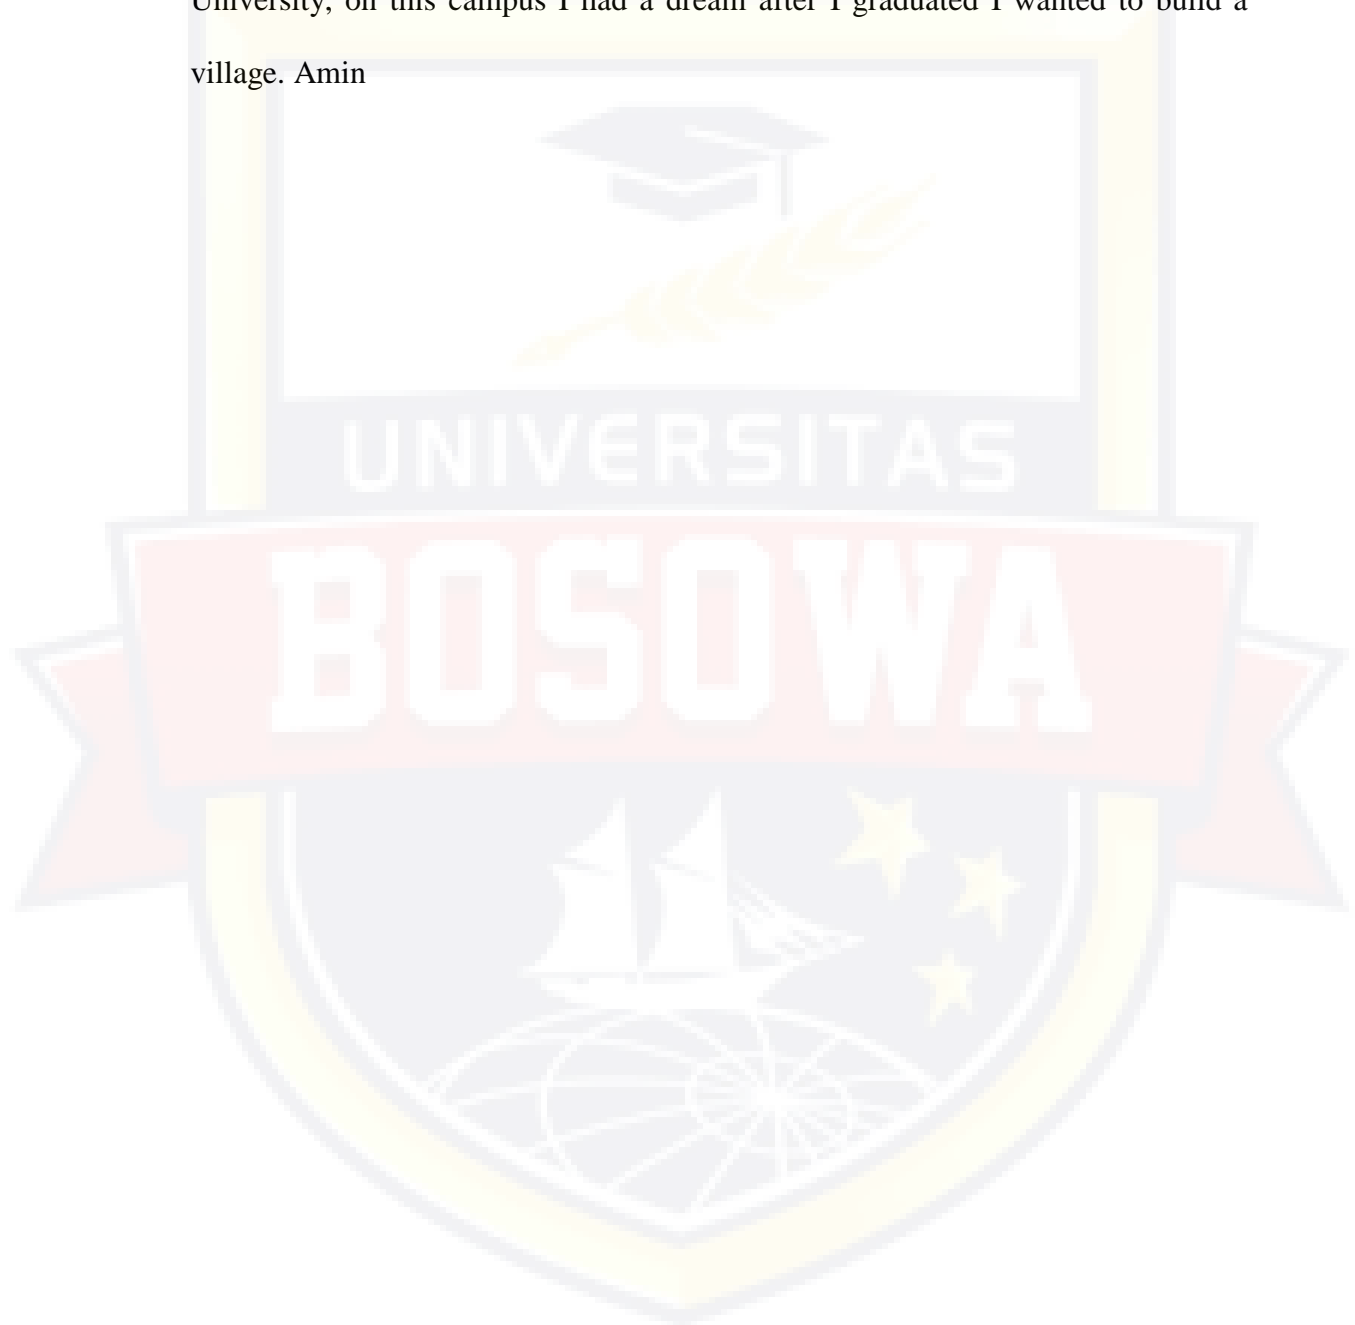 University, on this campus I had a dream after I graduated I wanted to build a
village. Amin
UNIVERSITAS
BOSOWA